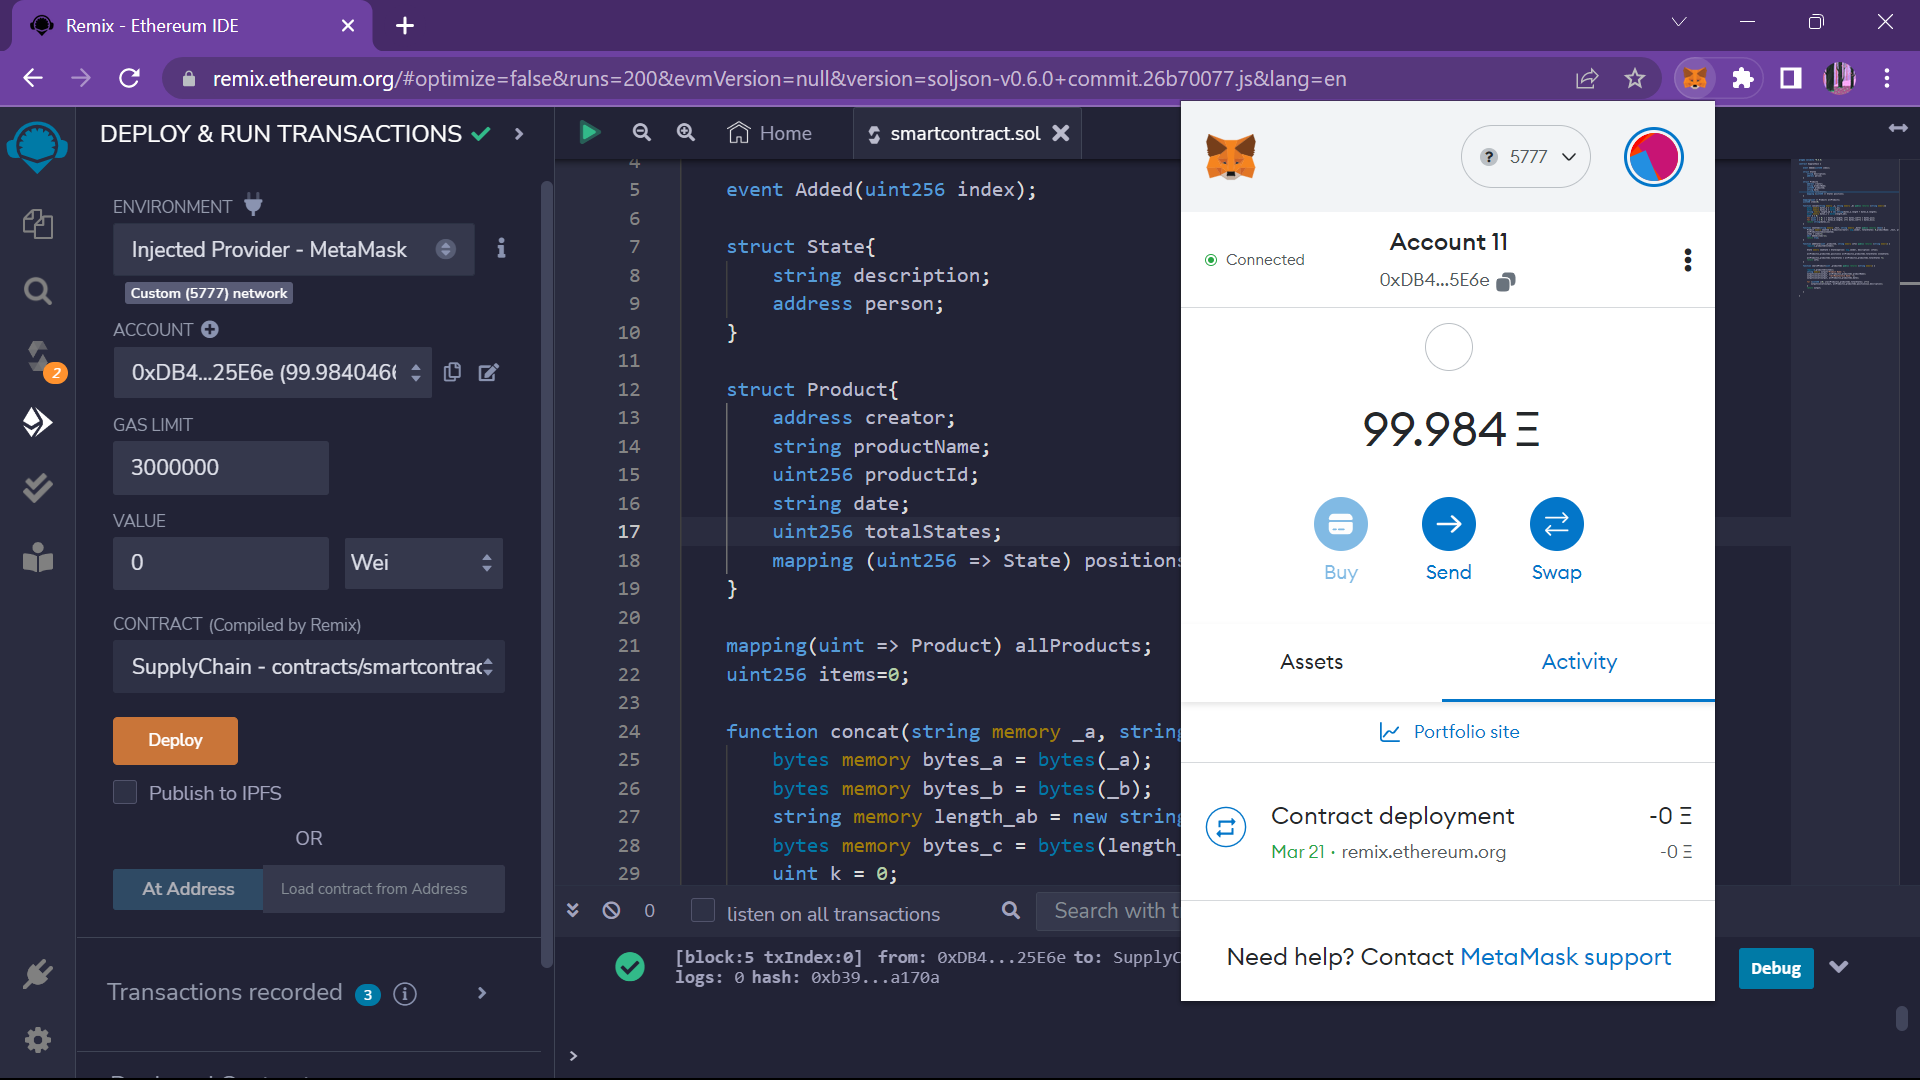 Remix - Ethereum IDE
remix.ethereum.org/#optimize=false&runs=200&evmVersion=null&version=soljson-v0.6.0+commit.26b70077.js&lang=en
DEPLOY & RUN TRANSACTIONS
ENVIRONMENT
Injected Provider - MetaMask
Custom (5777) network
ACCOUNT
0xDB4...25E6e (99.9840466
GAS LIMIT
3000000
VALUE
0
Wei
CONTRACT (Compiled by Remix)
SupplyChain - contracts/smartcontrac
Deploy
Publish to IPFS
OR
At Address
Load contract from Address
Transactions recorded 3 i
2
Home
smartcontract.sol
4
5 event Added(uint256 index);
6
7 struct State{
8 string description;
9 address person;
10 }
11
12 struct Product{
13 address creator;
14 string productName;
15 uint256 productId;
16 string date;
17 uint256 totalStates;
18 mapping (uint256 => State) positions
19 }
20
21 mapping(uint => Product) allProducts;
22 uint256 items=0;
23
24 function concat(string memory _a, string
25 bytes memory bytes_a = bytes(_a);
26 bytes memory bytes_b = bytes(_b);
27 string memory length_ab = new string
28 bytes memory bytes_c = bytes(length_
29 uint k = 0;
0
listen on all transactions
Search with t
[block:5 txIndex:0] from: 0xDB4...25E6e to: SupplyC
logs: 0 hash: 0xb39...a170a
Debug
>
? 5777
Connected
Account 11
0xDB4...5E6e
99.984 Ξ
Buy
Send
Swap
Assets
Activity
Portfolio site
Contract deployment -0 Ξ
Mar 21 · remix.ethereum.org -0 Ξ
Need help? Contact MetaMask support